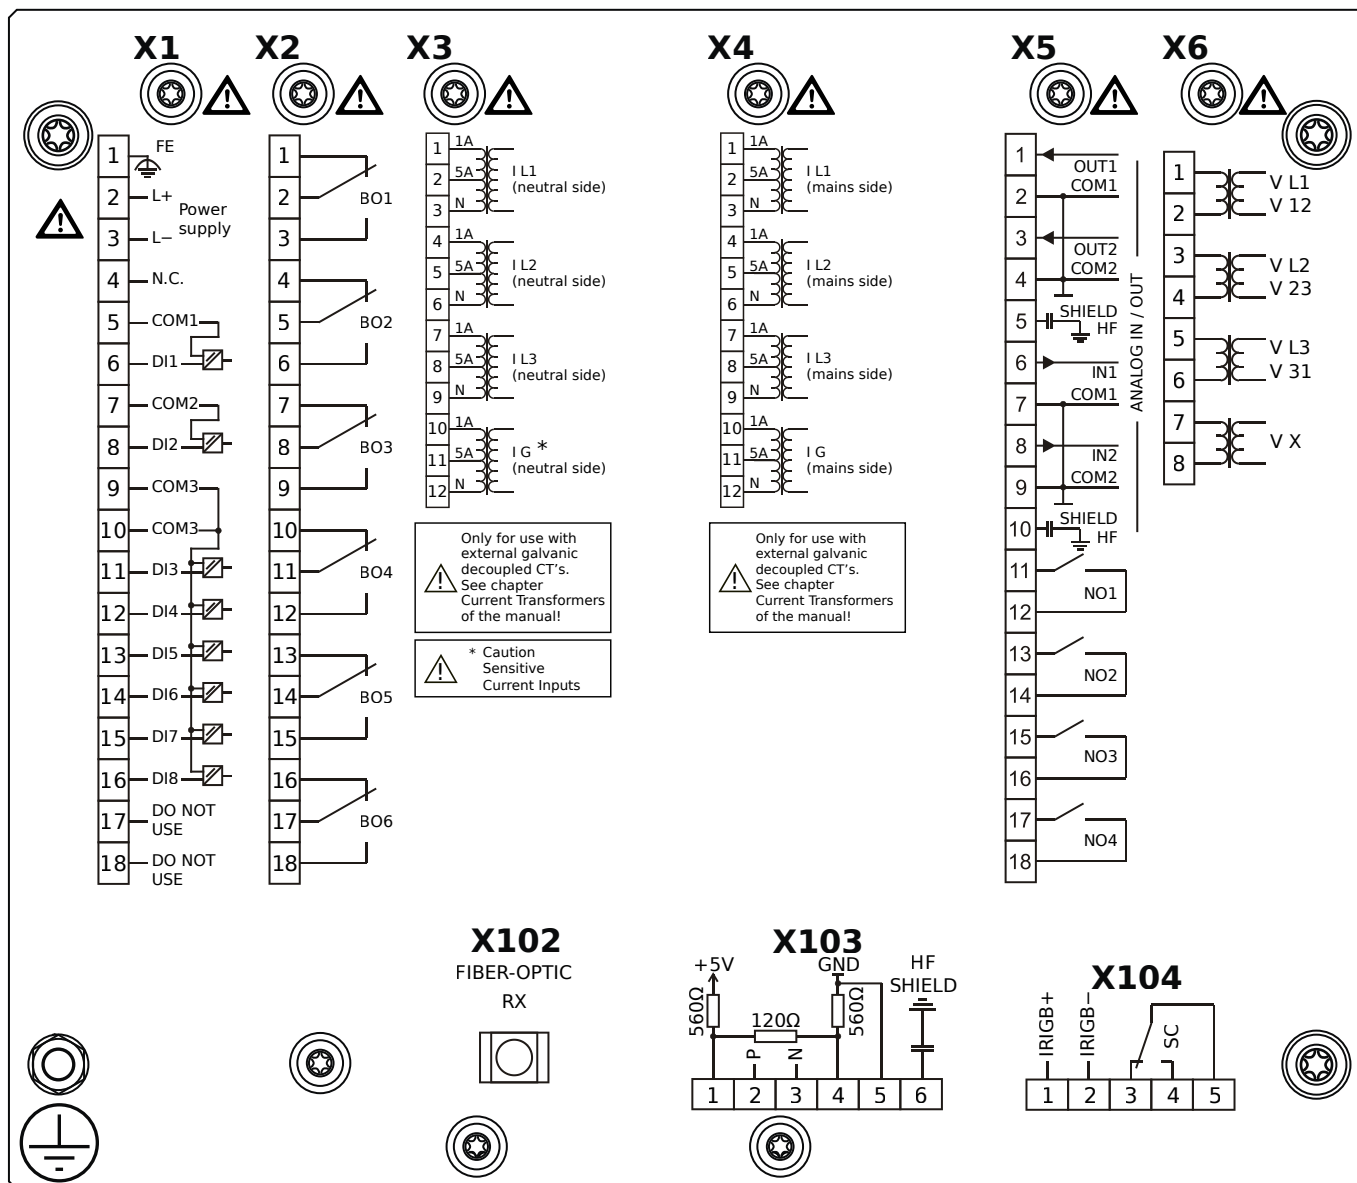 X1
1
FE
2
L+
Power
supply
3
L−
4
N.C.
5
COM1
6
DI1
7
COM2
8
DI2
9
COM3
10
COM3
11
DI3
12
DI4
13
DI5
14
DI6
15
DI7
16
DI8
17
DO NOT
USE
18
DO NOT
USE
X2
1
2
BO1
3
4
5
BO2
6
7
8
BO3
9
10
11
BO4
12
13
14
BO5
15
16
17
BO6
18
X3
1
1A
2
5A
3
N
I L1
(neutral side)
4
1A
5
5A
6
N
I L2
(neutral side)
7
1A
8
5A
9
N
I L3
(neutral side)
10
1A
11
5A
12
N
I G *
(neutral side)
Only for use with
external galvanic
decoupled CT's.
See chapter
Current Transformers
of the manual!
* Caution
Sensitive
Current Inputs
X4
1
1A
2
5A
3
N
I L1
(mains side)
4
1A
5
5A
6
N
I L2
(mains side)
7
1A
8
5A
9
N
I L3
(mains side)
10
1A
11
5A
12
N
I G
(mains side)
Only for use with
external galvanic
decoupled CT's.
See chapter
Current Transformers
of the manual!
X5
1
OUT1
2
COM1
3
OUT2
4
COM2
5
SHIELD
HF
6
IN1
7
COM1
8
IN2
9
COM2
10
SHIELD
HF
ANALOG IN / OUT
11
12
NO1
13
14
NO2
15
16
NO3
17
18
NO4
X6
1
2
V L1
V 12
3
4
V L2
V 23
5
6
V L3
V 31
7
8
V X
X102
FIBER-OPTIC
RX
X103
+5V
GND
HF
SHIELD
560Ω
120Ω
560Ω
P
N
1
2
3
4
5
6
X104
IRIGB+
IRIGB−
SC
1
2
3
4
5